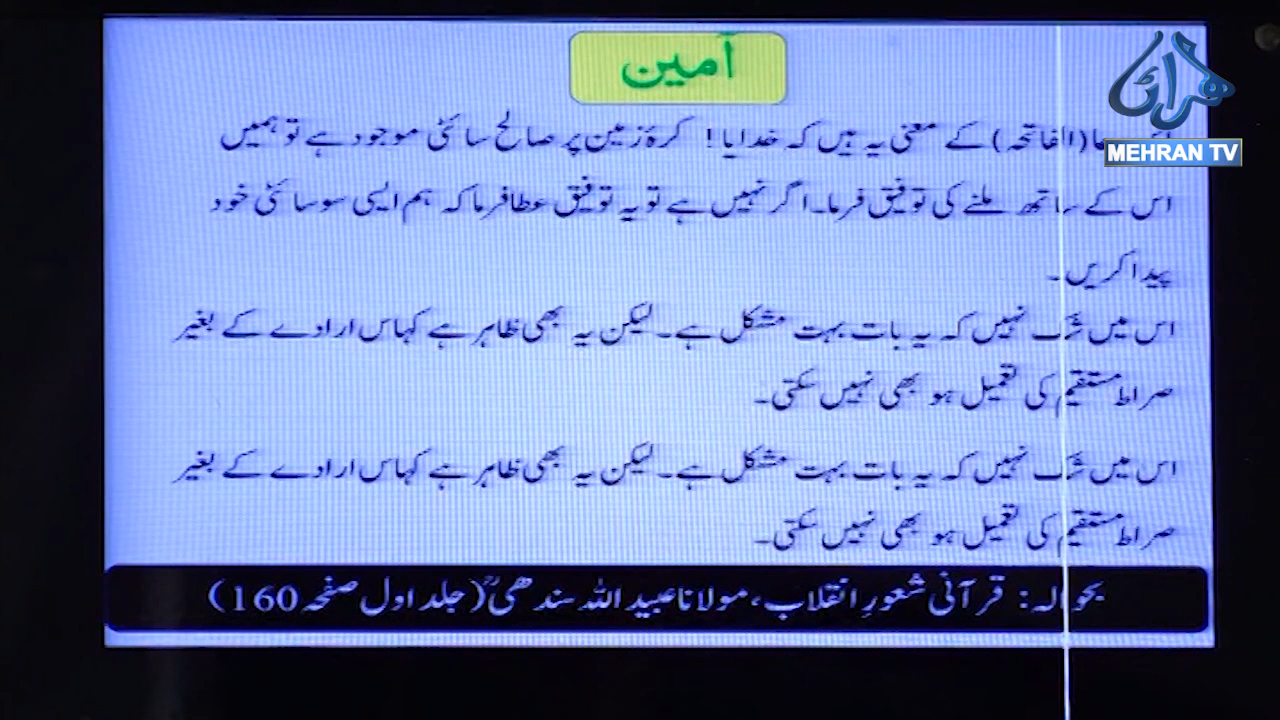 آمین
مهراڻ
MEHRAN TV
(الفاتحہ) کے معنی یہ ہیں کہ خدایا! کرۂ زمین پر صالح سائٹی موجود ہے تو ہمیں
اس کے ساتھ ملنے کی توفیق فرما۔ اگر نہیں ہے تو یہ توفیق عطا فرما کہ ہم ایسی سوسائٹی خود
پیدا کریں۔
اس میں شک نہیں کہ یہ بات بہت مشکل ہے۔ لیکن یہ بھی ظاہر ہے کہاس ارادے کے بغیر
صراط مستقیم کی تعمیل ہو بھی نہیں سکتی۔
اس میں شک نہیں کہ یہ بات بہت مشکل ہے۔ لیکن یہ بھی ظاہر ہے کہاس ارادے کے بغیر
صراط مستقیم کی تعمیل ہو بھی نہیں سکتی۔
بحوالہ: قرآنی شعورِ انقلاب، مولانا عبید اللہ سندھیؒ (جلد اول صفحہ 160)